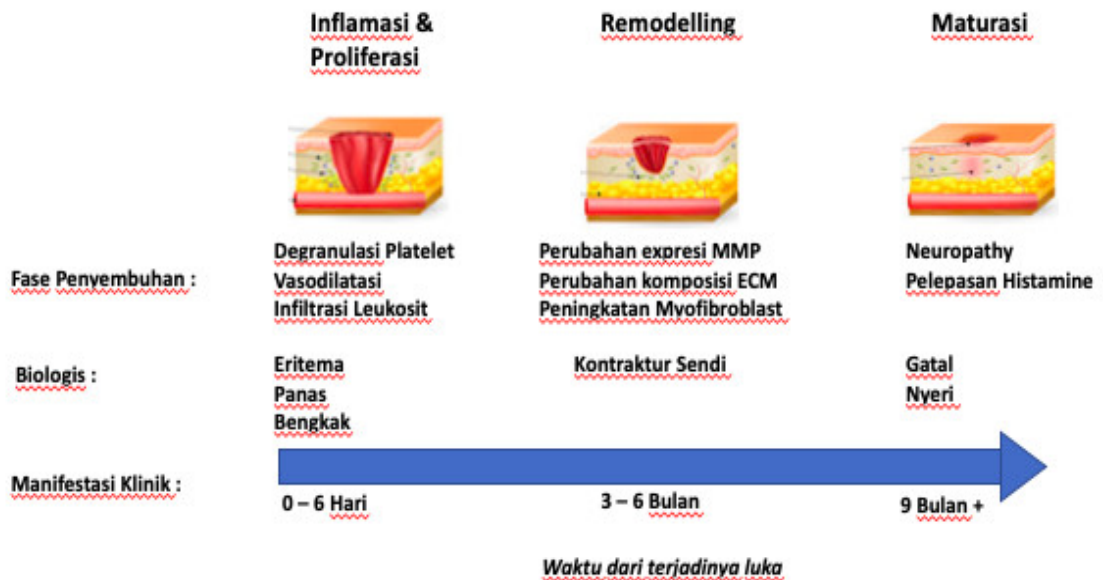 Inflamasi &
Proliferasi
Remodelling
Maturasi
Fase Penyembuhan :
Degranulasi Platelet
Vasodilatasi
Infiltrasi Leukosit
Perubahan expresi MMP
Perubahan komposisi ECM
Peningkatan Myofibroblast
Neuropathy
Pelepasan Histamine
Biologis :
Eritema
Panas
Bengkak
Kontraktur Sendi
Gatal
Nyeri
Manifestasi Klinik :
0 – 6 Hari
3 – 6 Bulan
9 Bulan +
Waktu dari terjadinya luka